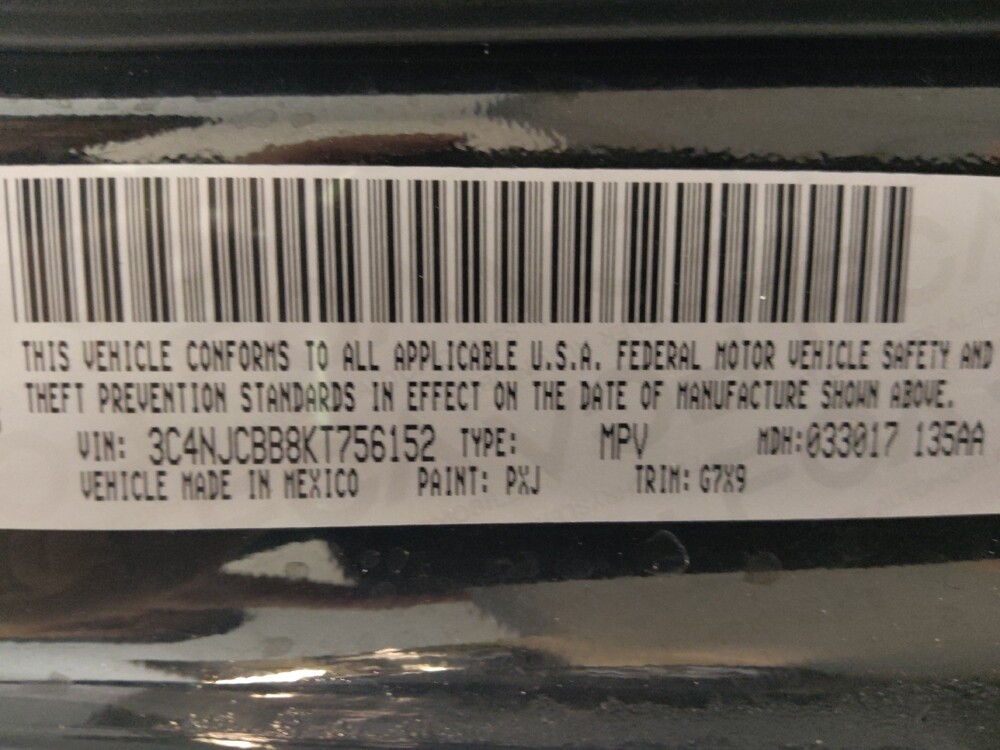 THIS VEHICLE CONFORMS TO ALL APPLICABLE U.S.A. FEDERAL MOTOR VEHICLE SAFETY AND
THEFT PREVENTION STANDARDS IN EFFECT ON THE DATE OF MANUFACTURE SHOWN ABOVE.
VIN: 3C4NJCBB8KT756152 TYPE: MPV MDH:033017 135AA
VEHICLE MADE IN MEXICO PAINT: PXJ TRIM: G7X9